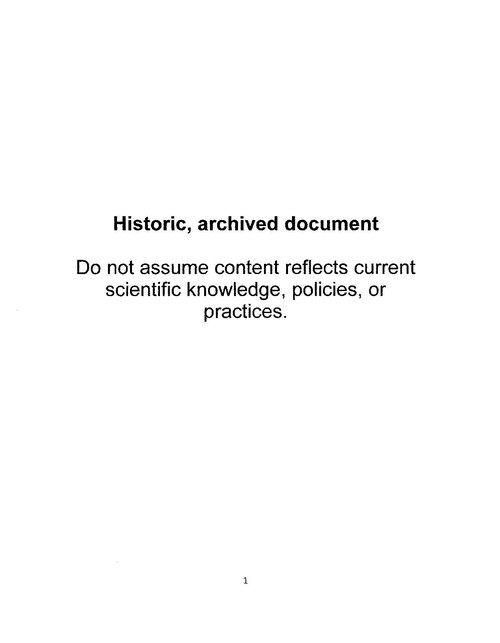 Historic, archived document
Do not assume content reflects current
scientific knowledge, policies, or
practices.
1